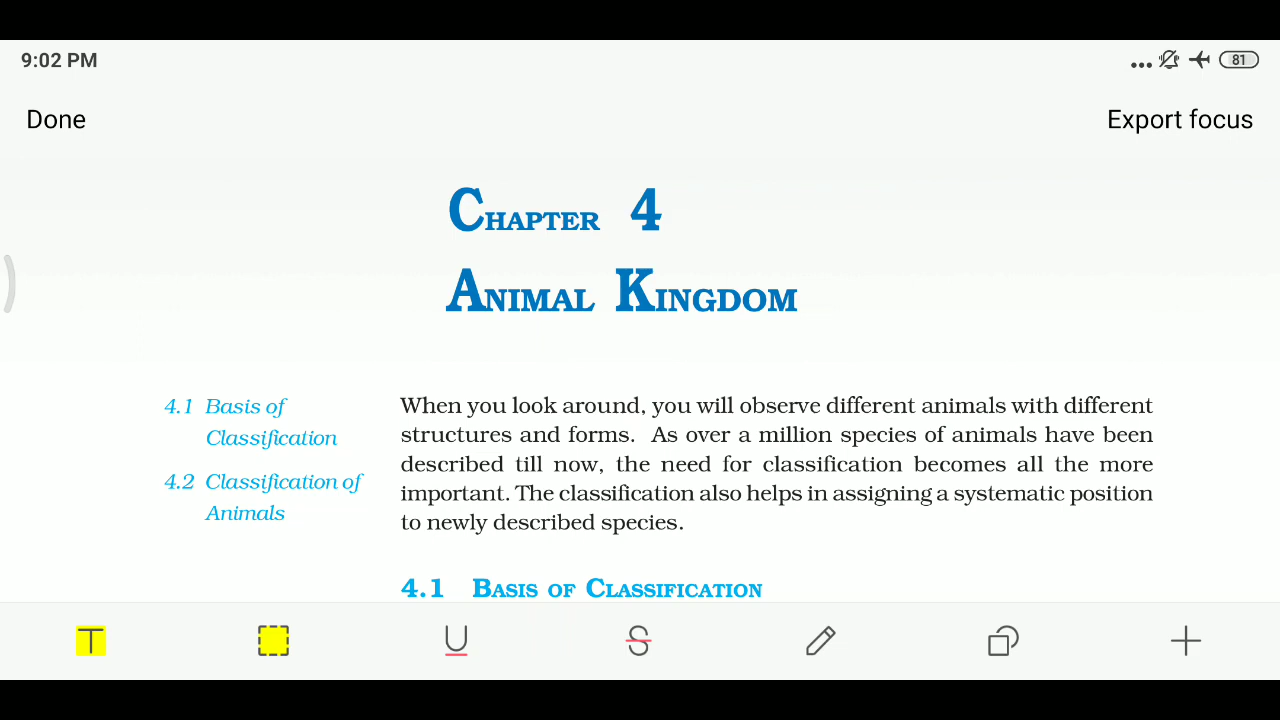 9:02 PM
81
Done
Export focus
CHAPTER 4
ANIMAL KINGDOM
4.1 Basis of
Classification
4.2 Classification of
Animals
When you look around, you will observe different animals with different
structures and forms. As over a million species of animals have been
described till now, the need for classification becomes all the more
important. The classification also helps in assigning a systematic position
to newly described species.
4.1 BASIS OF CLASSIFICATION
T
U
S